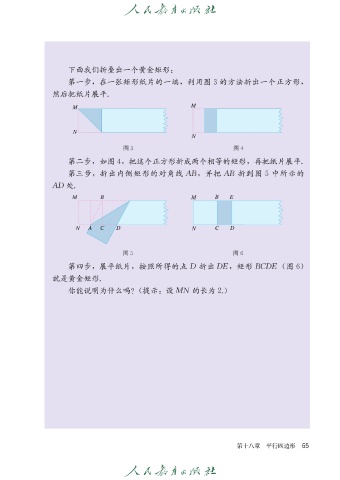 人民教育出版社
下面我们折叠出一个黄金矩形：
第一步，在一张矩形纸片的一端，利用图 3 的方法折出一个正方形，
然后把纸片展平.
M
N
M
N
图 3
图 4
第二步，如图 4，把这个正方形折成两个相等的矩形，再把纸片展平.
第三步，折出内侧矩形的对角线 AB，并把 AB 折到图 5 中所示的
AD 处.
M B
N A C D
M B E
N C D
图 5
图 6
第四步，展平纸片，按照所得的点 D 折出 DE，矩形 BCDE（图 6）
就是黄金矩形.
你能说明为什么吗？（提示：设 MN 的长为 2.）
第十八章 平行四边形 65
人民教育出版社